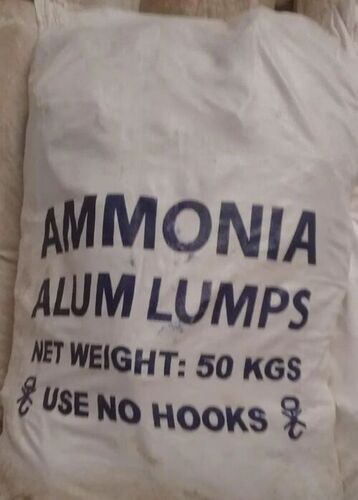 AMMONIA
ALUM LUMPS
NET WEIGHT: 50 KGS
USE NO HOOKS